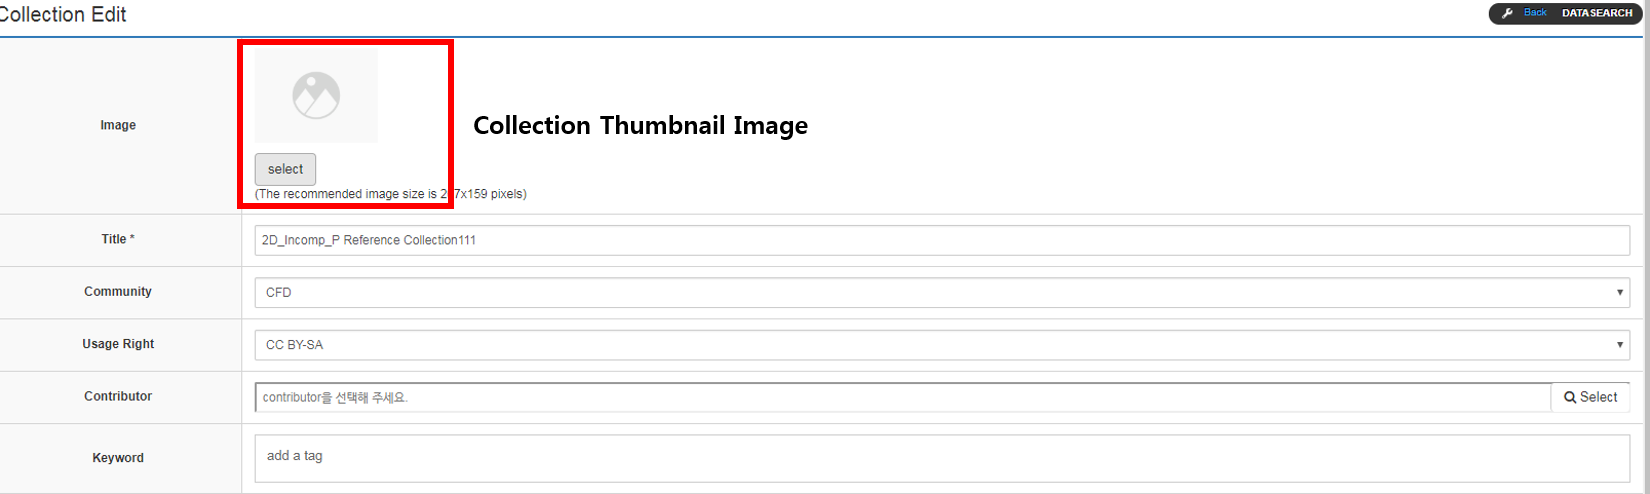 Collection Edit
Back DATASEARCH
Image
Collection Thumbnail Image
select
(The recommended image size is 7x159 pixels)
Title *
2D_Incomp_P Reference Collection111
Community
CFD
Usage Right
CC BY-SA
Contributor
contributor을 선택해 주세요.
Select
Keyword
add a tag